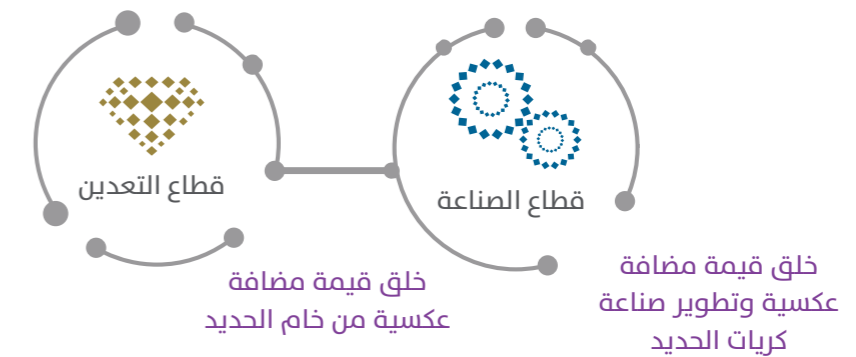 قطاع الصناعة
خلق قيمة مضافة
عكسية وتطوير صناعة
كريات الحديد
قطاع التعدين
خلق قيمة مضافة
عكسية من خام الحديد